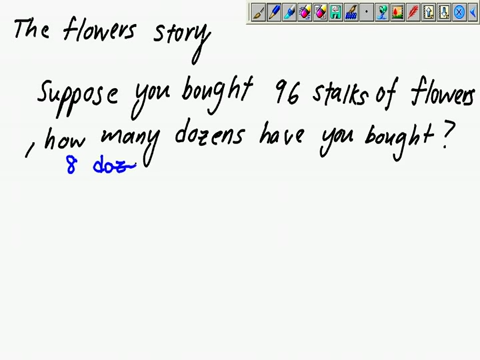 The flowers story
Suppose you bought 96 stalks of flowers
, how many dozens have you bought?
8 doz